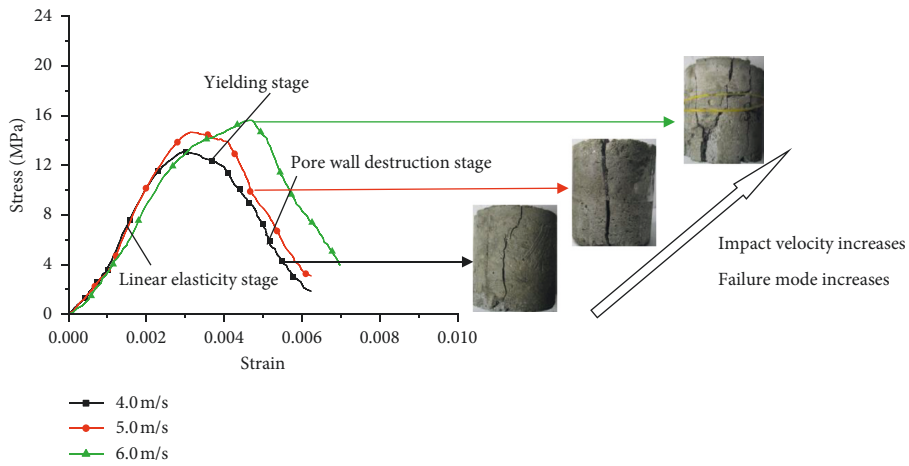 24
20
16
12
8
4
0
Stress (MPa)
0.000
0.002
0.004
0.006
0.008
0.010
Strain
Yielding stage
Pore wall destruction stage
Linear elasticity stage
Impact velocity increases
Failure mode increases
4.0 m/s
5.0 m/s
6.0 m/s